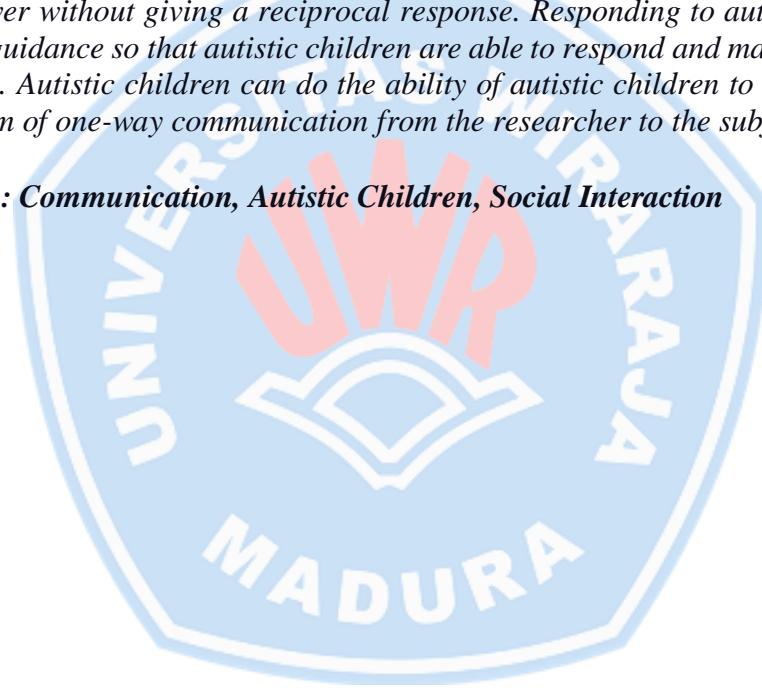 ver without giving a reciprocal response. Responding to aut
guidance so that autistic children are able to respond and ma
. Autistic children can do the ability of autistic children to
n of one-way communication from the researcher to the subj
: Communication, Autistic Children, Social Interaction
UNIVERSITAS WIRARAJA
UWR
MADURA